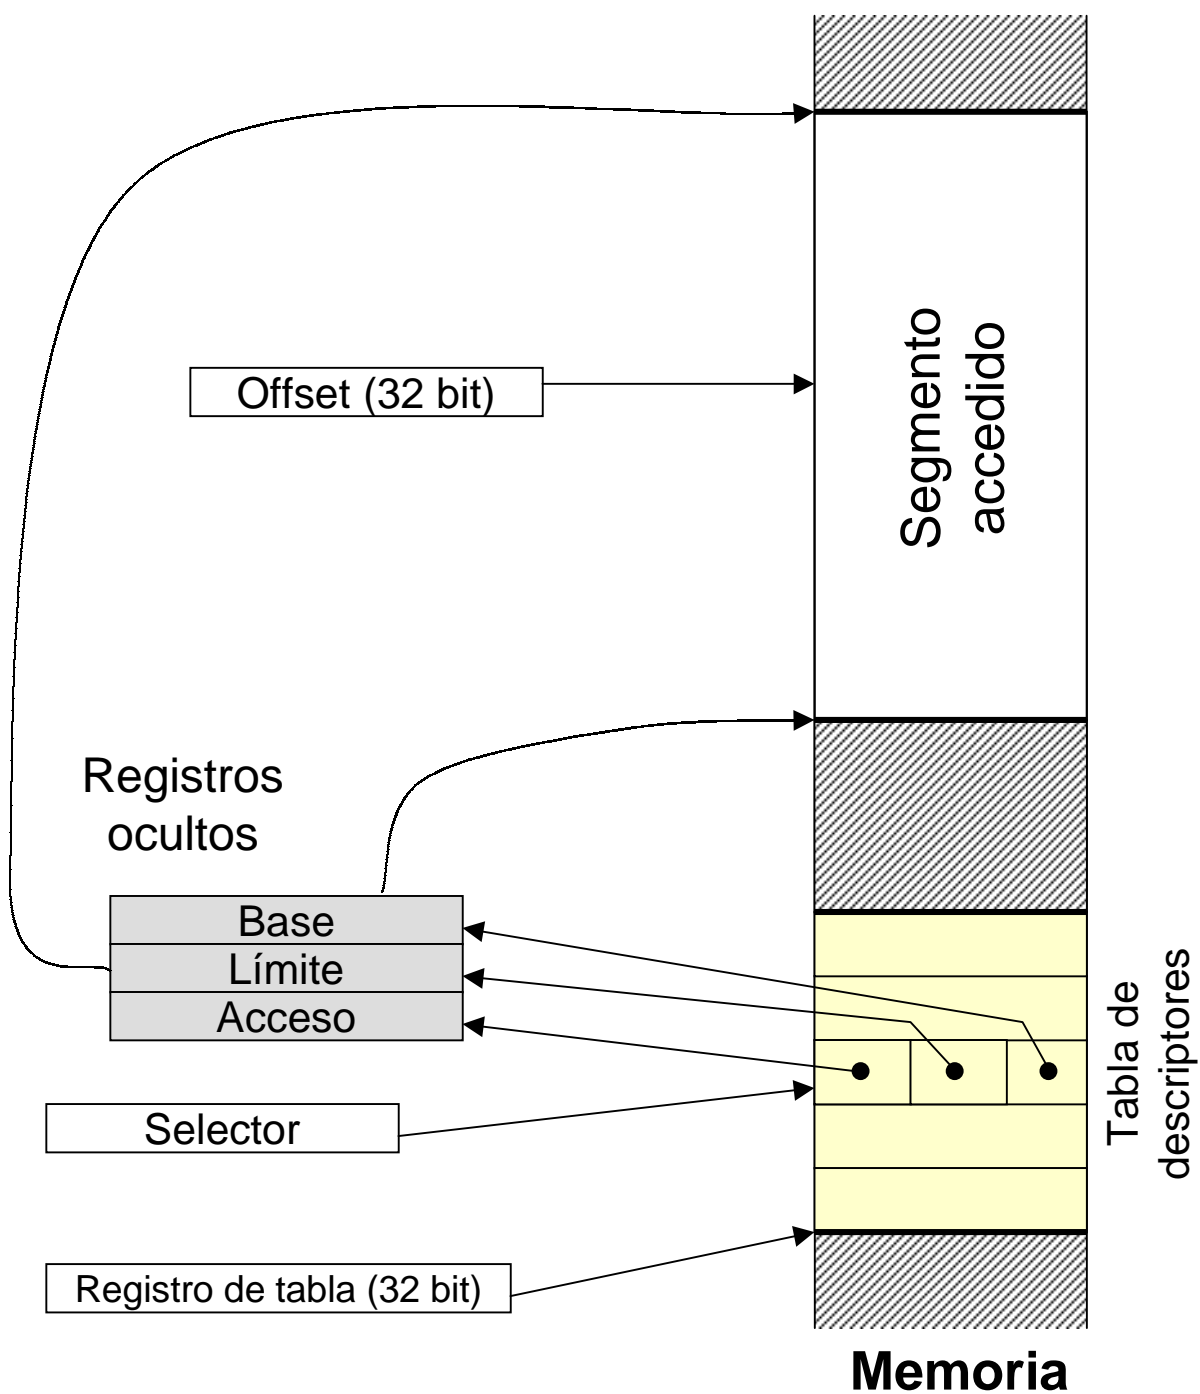 Segmento
accedido
Offset (32 bit)
Registros
ocultos
Base
Límite
Acceso
Tabla de
descriptores
Selector
Registro de tabla (32 bit)
Memoria